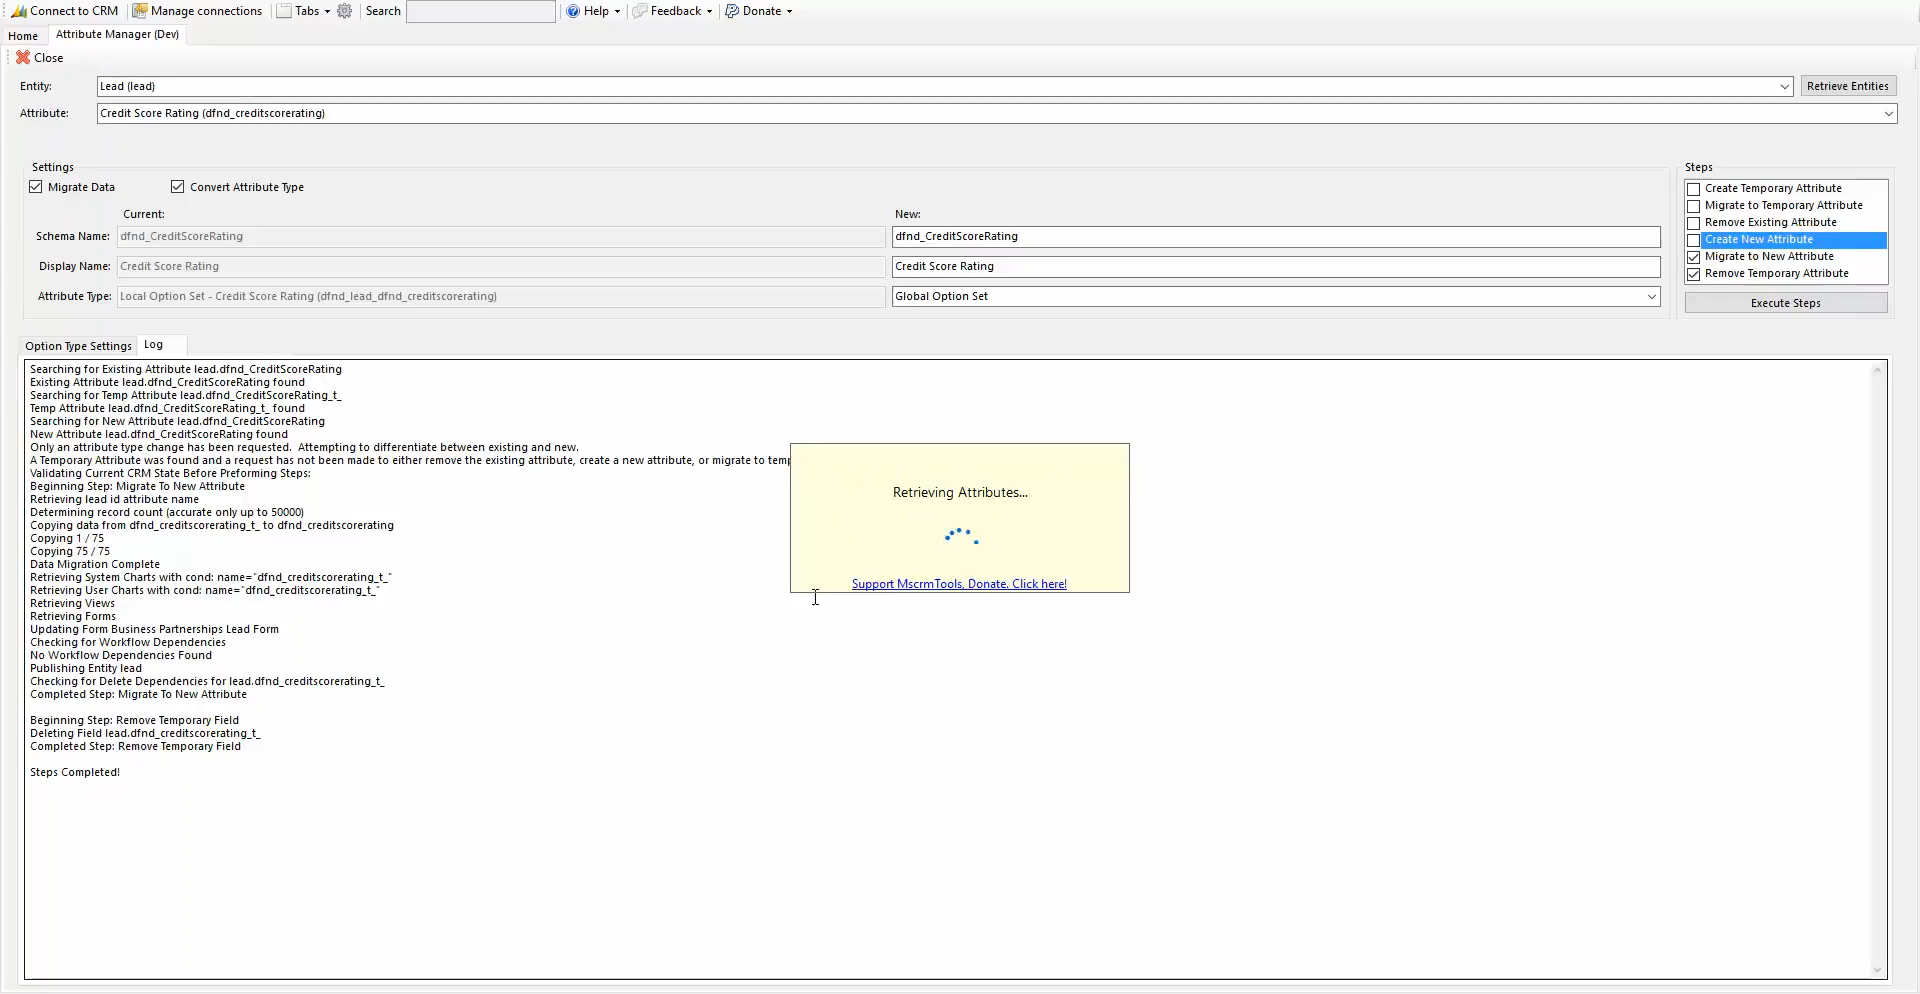 Connect to CRM Manage connections Tabs Search Help Feedback Donate
Home Attribute Manager (Dev)
Close
Entity: Lead (lead) Retrieve Entities
Attribute: Credit Score Rating (dfnd_creditscorerating)
Settings
Migrate Data Convert Attribute Type
Current: New:
Schema Name: dfnd_CreditScoreRating dfnd_CreditScoreRating
Display Name: Credit Score Rating Credit Score Rating
Attribute Type: Local Option Set - Credit Score Rating (dfnd_lead_dfnd_creditscorerating) Global Option Set
Steps
Create Temporary Attribute
Migrate to Temporary Attribute
Remove Existing Attribute
Create New Attribute
Migrate to New Attribute
Remove Temporary Attribute
Execute Steps
Option Type Settings Log
Searching for Existing Attribute lead.dfnd_CreditScoreRating
Existing Attribute lead.dfnd_CreditScoreRating found
Searching for Temp Attribute lead.dfnd_CreditScoreRating_t_
Temp Attribute lead.dfnd_CreditScoreRating_t_ found
Searching for New Attribute lead.dfnd_CreditScoreRating
New Attribute lead.dfnd_CreditScoreRating found
Only an attribute type change has been requested.  Attempting to differentiate between existing and new.
A Temporary Attribute was found and a request has not been made to either remove the existing attribute, create a new attribute, or migrate to temp
Validating Current CRM State Before Preforming Steps:
Beginning Step: Migrate To New Attribute
Retrieving lead id attribute name
Determining record count (accurate only up to 50000)
Copying data from dfnd_creditscorerating_t_ to dfnd_creditscorerating
Copying 1 / 75
Copying 75 / 75
Data Migration Complete
Retrieving System Charts with cond: name="dfnd_creditscorerating_t_"
Retrieving User Charts with cond: name="dfnd_creditscorerating_t_"
Retrieving Views
Retrieving Forms
Updating Form Business Partnerships Lead Form
Checking for Workflow Dependencies
No Workflow Dependencies Found
Publishing Entity lead
Checking for Delete Dependencies for lead.dfnd_creditscorerating_t_
Completed Step: Migrate To New Attribute
Beginning Step: Remove Temporary Field
Deleting Field lead.dfnd_creditscorerating_t_
Completed Step: Remove Temporary Field
Steps Completed!
Retrieving Attributes...
Support MscrmTools, Donate. Click here!